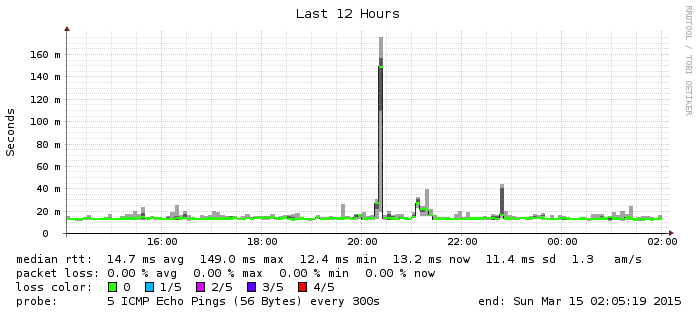 Last 12 Hours
RRDTOOL / TOBI OETIKER
Seconds
160 m
140 m
120 m
100 m
80 m
60 m
40 m
20 m
0
16:00 18:00 20:00 22:00 00:00 02:00
median rtt: 14.7 ms avg 149.0 ms max 12.4 ms min 13.2 ms now 11.4 ms sd 1.3 am/s
packet loss: 0.00 % avg 0.00 % max 0.00 % min 0.00 % now
loss color: 0 1/5 2/5 3/5 4/5
probe: 5 ICMP Echo Pings (56 Bytes) every 300s end: Sun Mar 15 02:05:19 2015